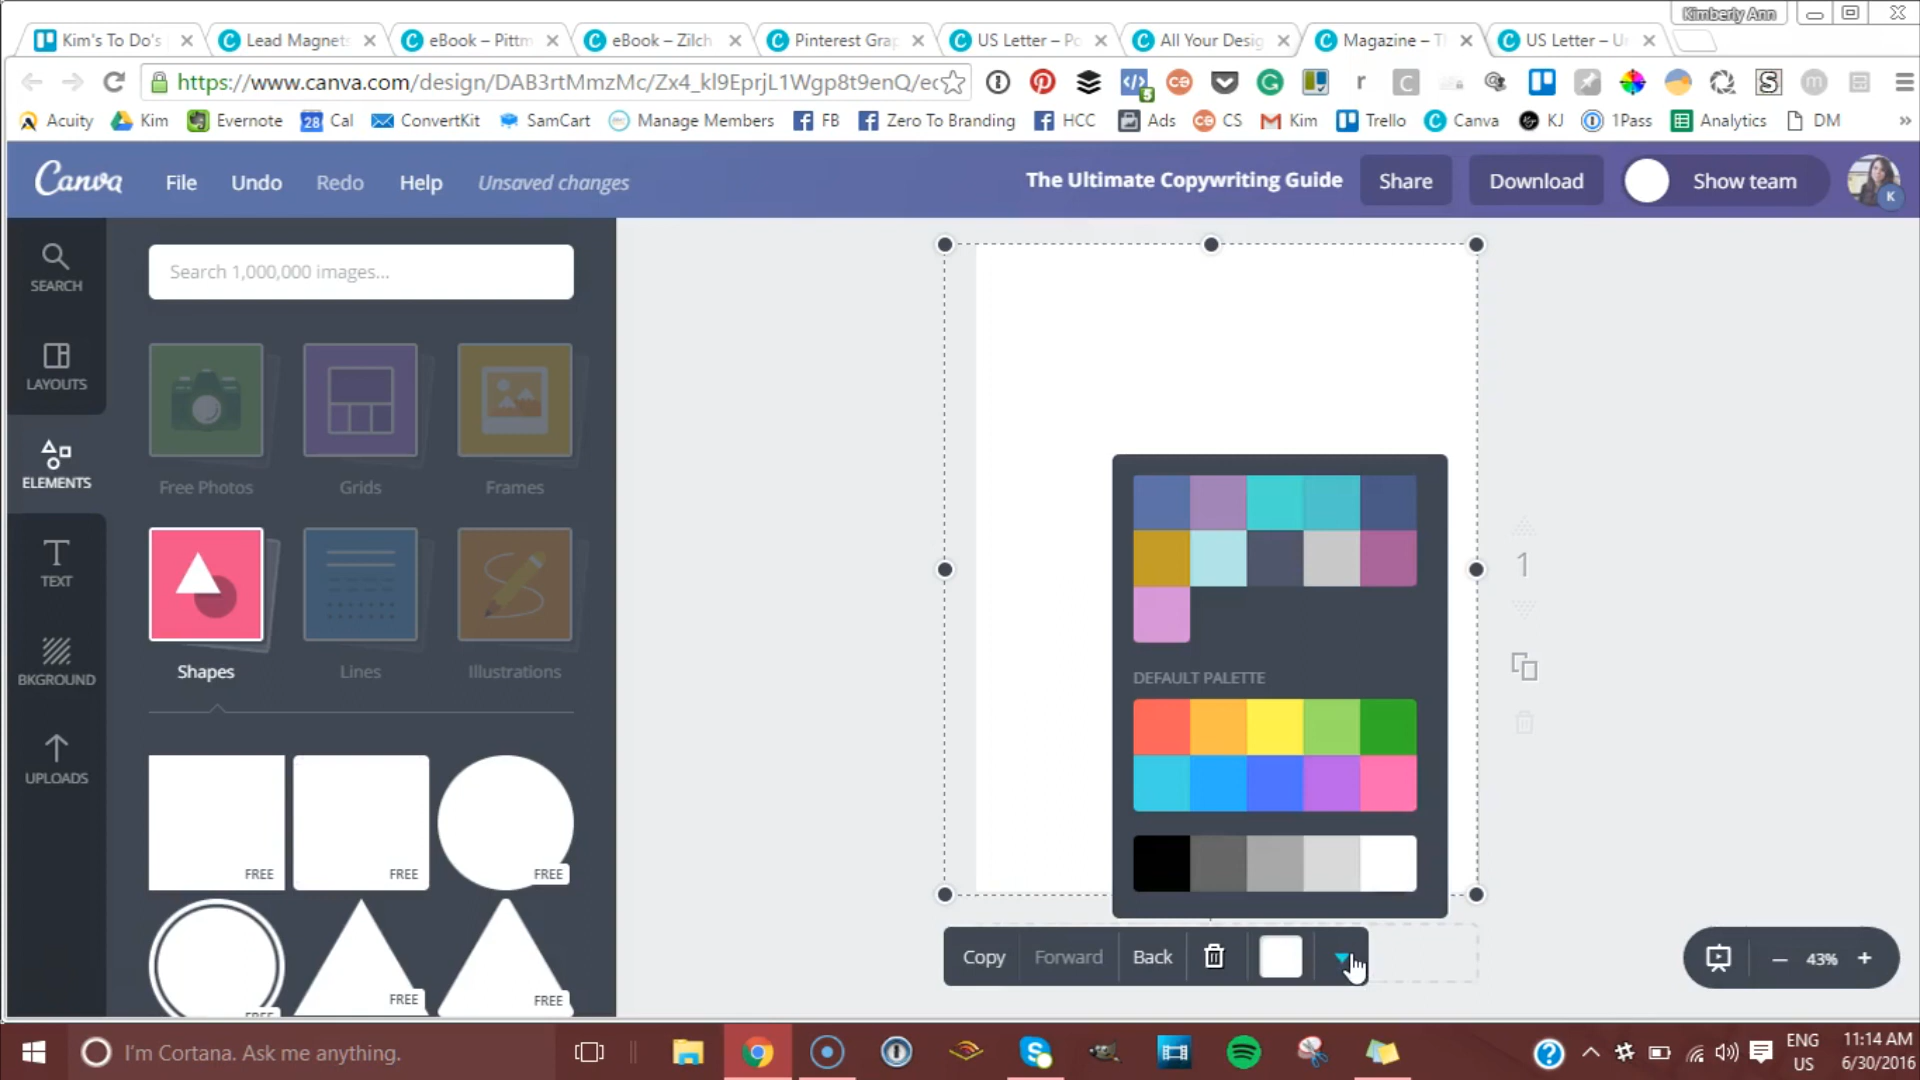 Kimberly Ann
Kim's To Do's
Lead Magnets
eBook – Pittm
eBook – Zilch
Pinterest Grap
US Letter – Po
All Your Desig
Magazine – Th
US Letter – Ur
https://www.canva.com/design/DAB3rtMmzMc/Zx4_kl9EprjL1Wgp8t9enQ/ec
Acuity
Kim
Evernote
28 Cal
ConvertKit
SamCart
Manage Members
FB
Zero To Branding
HCC
Ads
CS
Kim
Trello
Canva
KJ
1Pass
Analytics
DM
Canva
File
Undo
Redo
Help
Unsaved changes
The Ultimate Copywriting Guide
Share
Download
Show team
K
SEARCH
LAYOUTS
ELEMENTS
TEXT
BKGROUND
UPLOADS
Search 1,000,000 images...
Free Photos
Grids
Frames
Shapes
Lines
Illustrations
FREE
FREE
FREE
FREE
FREE
FREE
DEFAULT PALETTE
1
Copy
Forward
Back
43%
I'm Cortana. Ask me anything.
ENG
US
11:14 AM
6/30/2016